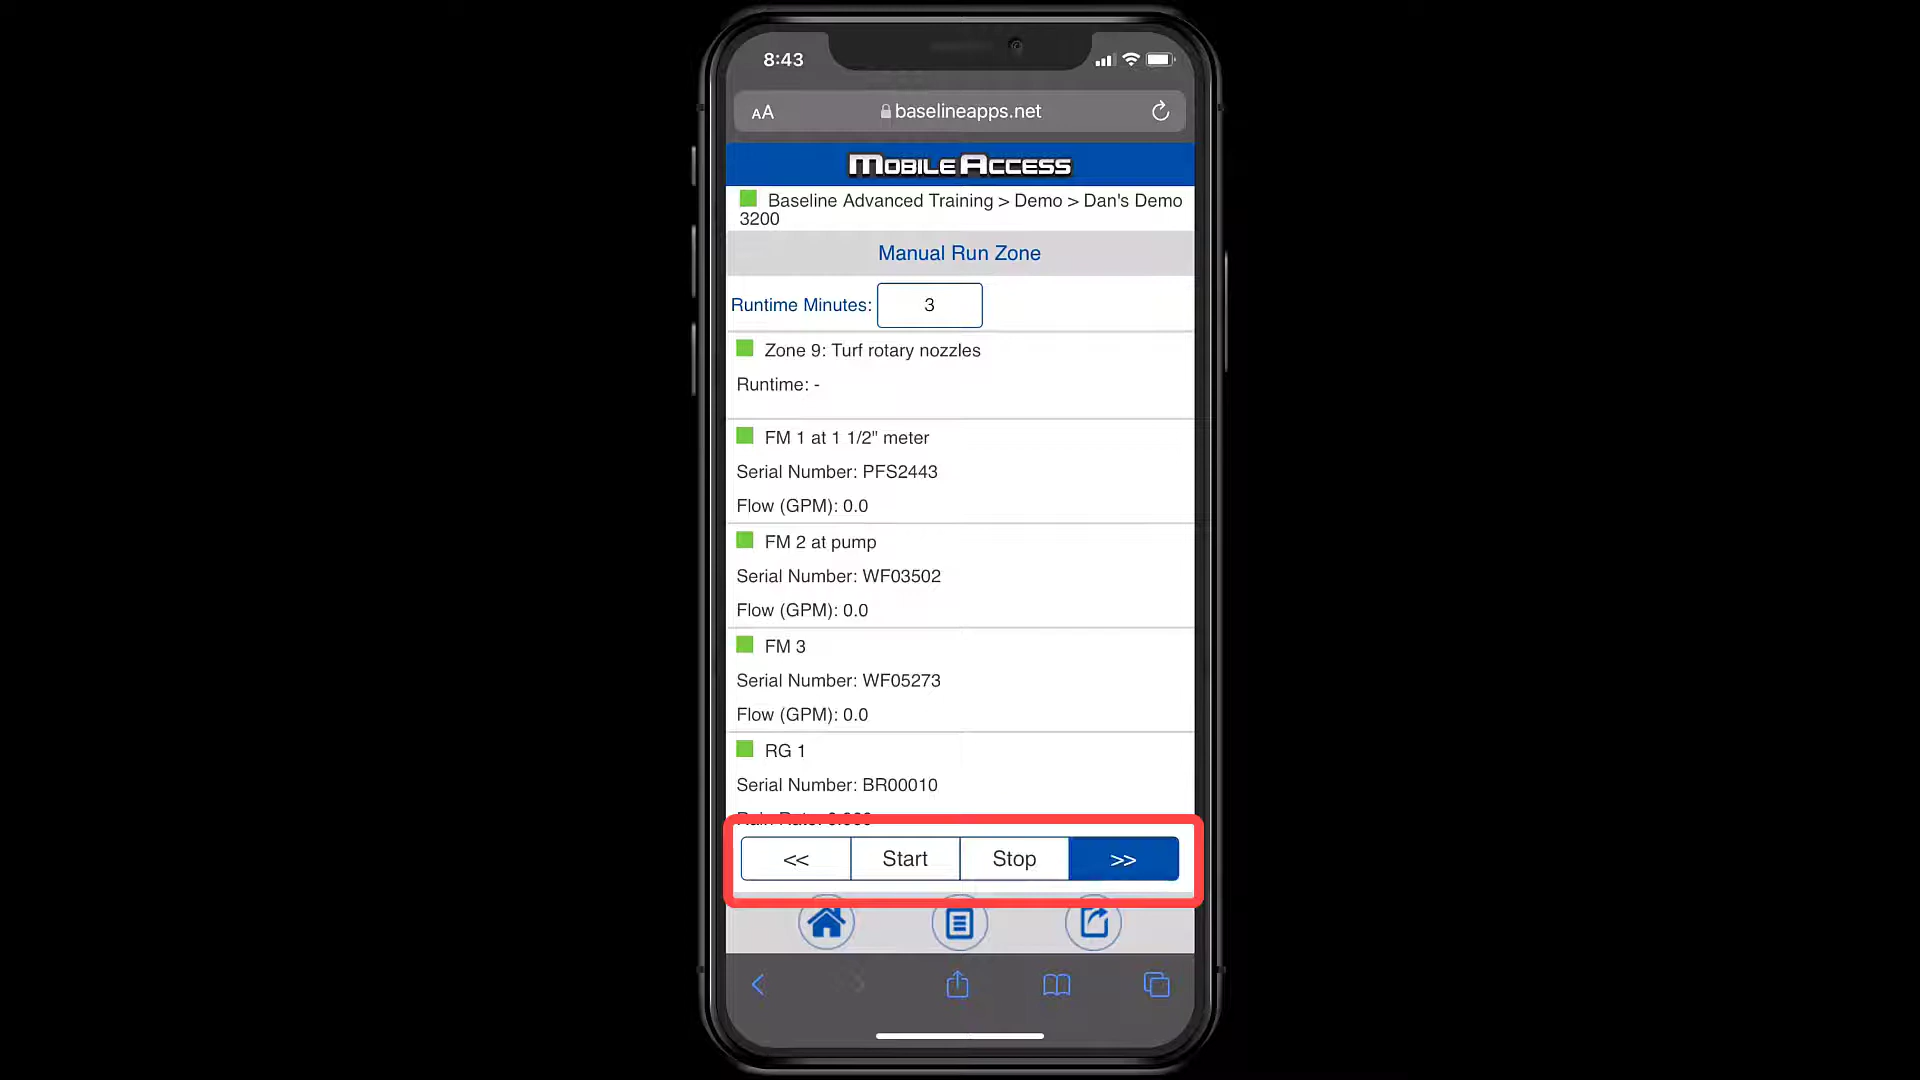 8:43
AA
baselineapps.net
MOBILE ACCESS
Baseline Advanced Training > Demo > Dan's Demo
3200
Manual Run Zone
Runtime Minutes: 3
Zone 9: Turf rotary nozzles
Runtime: -
FM 1 at 1 1/2" meter
Serial Number: PFS2443
Flow (GPM): 0.0
FM 2 at pump
Serial Number: WF03502
Flow (GPM): 0.0
FM 3
Serial Number: WF05273
Flow (GPM): 0.0
RG 1
Serial Number: BR00010
<< Start Stop >>